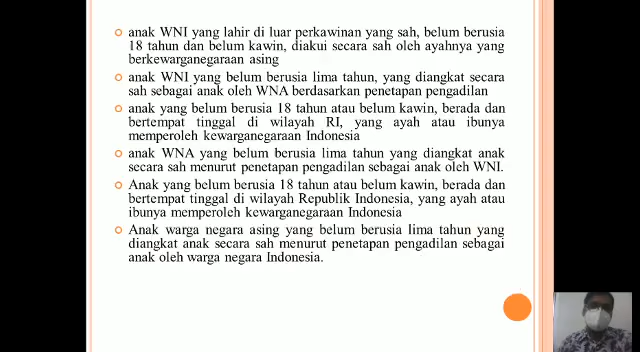 anak WNI yang lahir di luar perkawinan yang sah, belum berusia
18 tahun dan belum kawin, diakui secara sah oleh ayahnya yang
berkewarganegaraan asing
anak WNI yang belum berusia lima tahun, yang diangkat secara
sah sebagai anak oleh WNA berdasarkan penetapan pengadilan
anak yang belum berusia 18 tahun atau belum kawin, berada dan
bertempat tinggal di wilayah RI, yang ayah atau ibunya
memperoleh kewarganegaraan Indonesia
anak WNA yang belum berusia lima tahun yang diangkat anak
secara sah menurut penetapan pengadilan sebagai anak oleh WNI.
Anak yang belum berusia 18 tahun atau belum kawin, berada dan
bertempat tinggal di wilayah Republik Indonesia, yang ayah atau
ibunya memperoleh kewarganegaraan Indonesia
Anak warga negara asing yang belum berusia lima tahun yang
diangkat anak secara sah menurut penetapan pengadilan sebagai
anak oleh warga negara Indonesia.